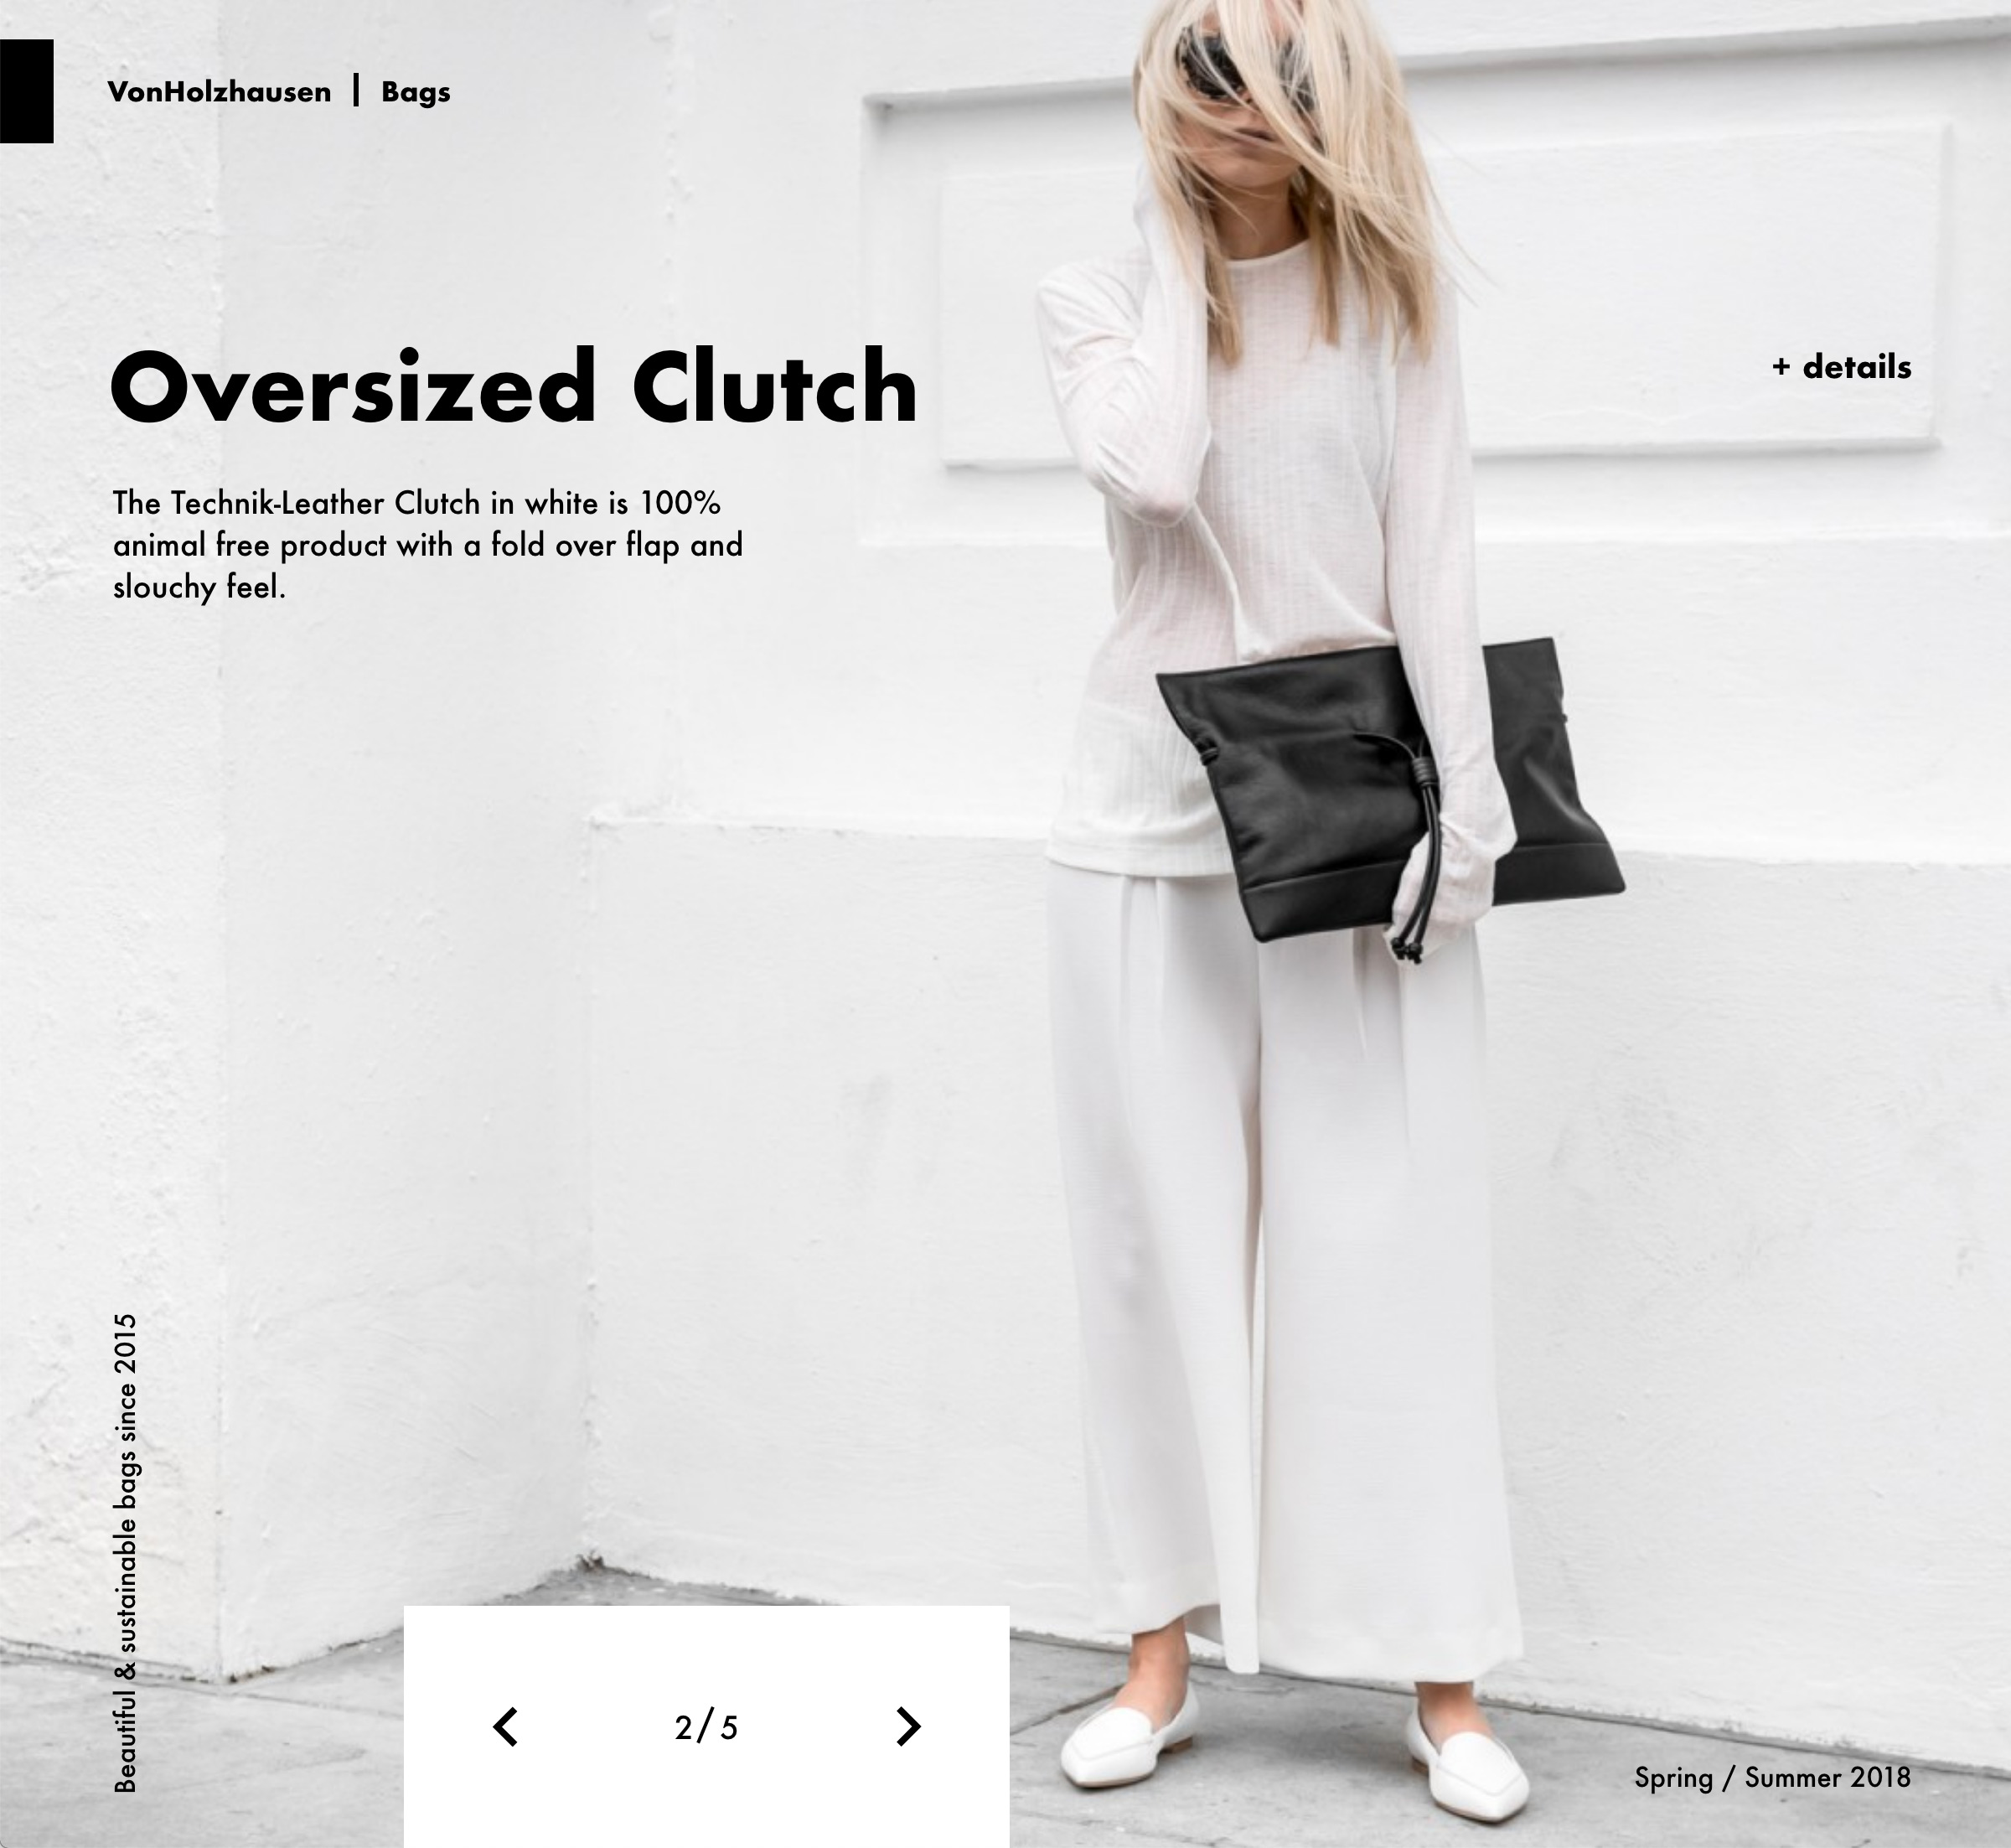 VonHolzhausen | Bags
Oversized Clutch
+ details
The Technik-Leather Clutch in white is 100%
animal free product with a fold over flap and
slouchy feel.
Beautiful & sustainable bags since 2015
2/5
Spring / Summer 2018